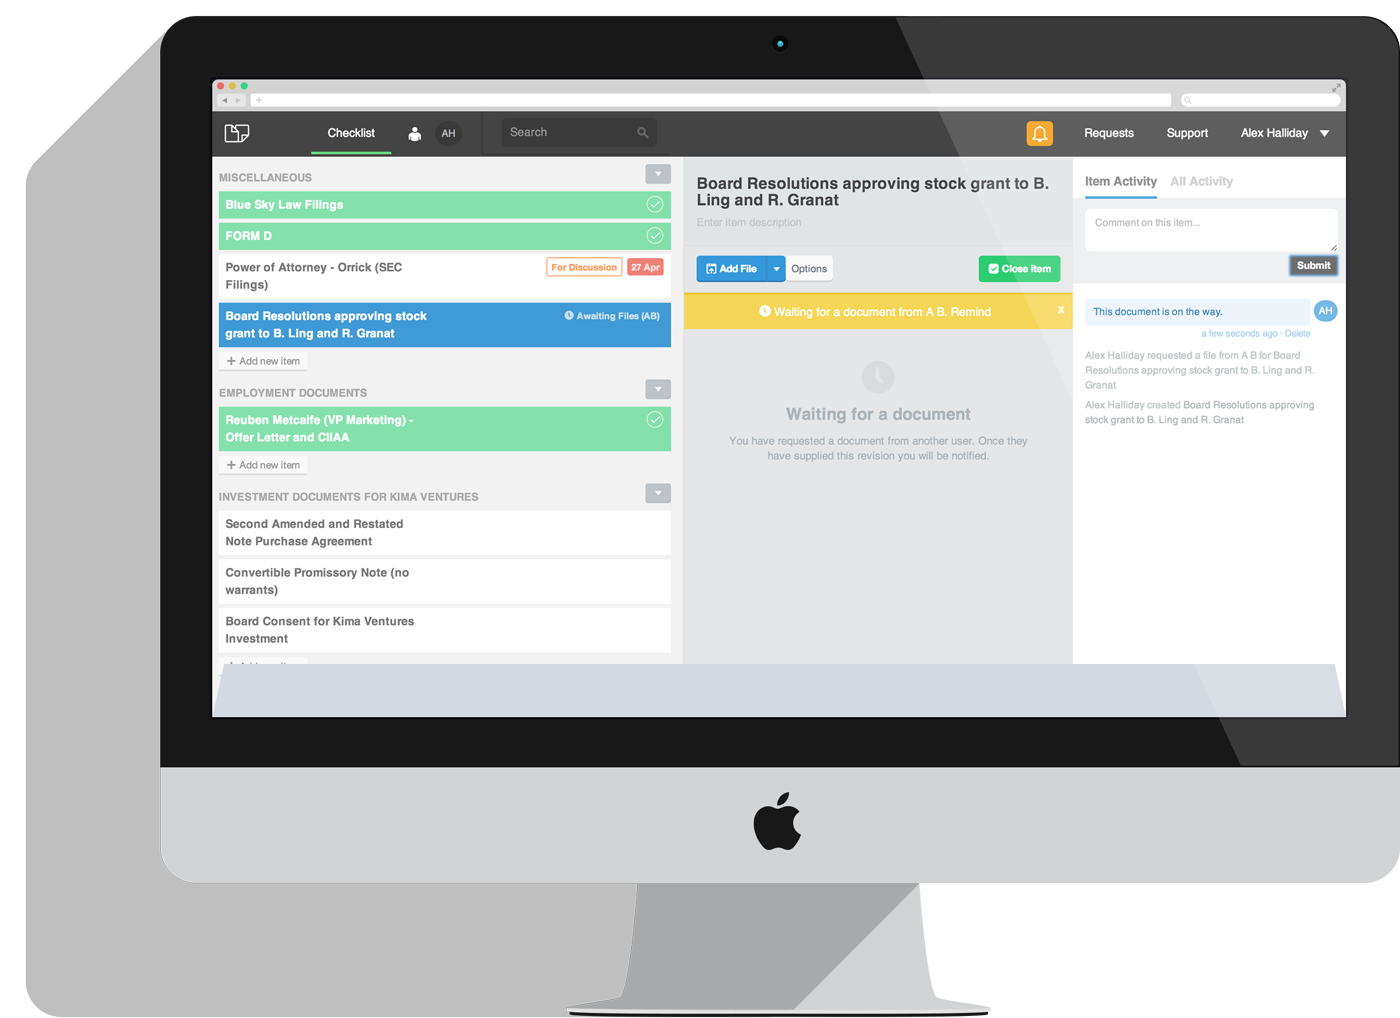 Checklist
AH
Search
Requests
Support
Alex Halliday
MISCELLANEOUS
Blue Sky Law Filings
FORM D
Power of Attorney - Orrick (SEC
Filings)
For Discussion
27 Apr
Board Resolutions approving stock
grant to B. Ling and R. Granat
Awaiting Files (AB)
+ Add new item
EMPLOYMENT DOCUMENTS
Reuben Metcalfe (VP Marketing) -
Offer Letter and CIIAA
+ Add new item
INVESTMENT DOCUMENTS FOR KIMA VENTURES
Second Amended and Restated
Note Purchase Agreement
Convertible Promissory Note (no
warrants)
Board Consent for Kima Ventures
Investment
Board Resolutions approving stock grant to B.
Ling and R. Granat
Enter item description
Add File
Options
Close item
Waiting for a document from A B. Remind
x
Waiting for a document
You have requested a document from another user. Once they
have supplied this revision you will be notified.
Item Activity
All Activity
Comment on this item...
Submit
This document is on the way.
AH
a few seconds ago · Delete
Alex Halliday requested a file from A B for Board
Resolutions approving stock grant to B. Ling and R.
Granat
Alex Halliday created Board Resolutions approving
stock grant to B. Ling and R. Granat